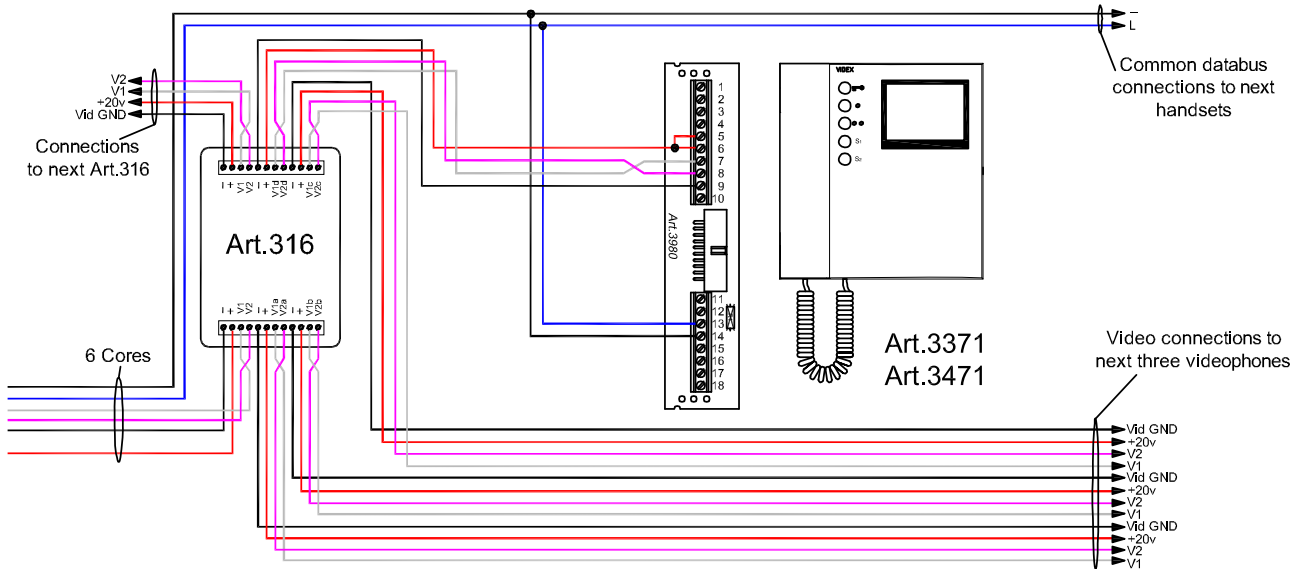 –
L
Common databus
connections to next
handsets
V2
V1
+20v
Vid GND
Connections
to next Art.316
– + V1 V2 – + V1d V2d – + V1c V2c
Art.316
– + V1 V2 – + V1a V2a – + V1b V2b
6 Cores
1
2
3
4
5
6
7
8
9
10
Art.3980
11
12
13
14
15
16
17
18
VIDEX
S1
S2
Art.3371
Art.3471
Video connections to
next three videophones
Vid GND
+20v
V2
V1
Vid GND
+20v
V2
V1
Vid GND
+20v
V2
V1